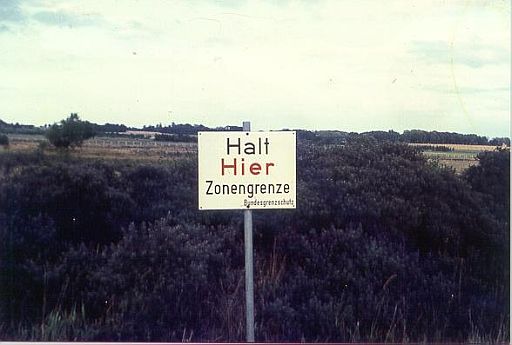 Halt
Hier
Zonengrenze
Bundesgrenzschutz